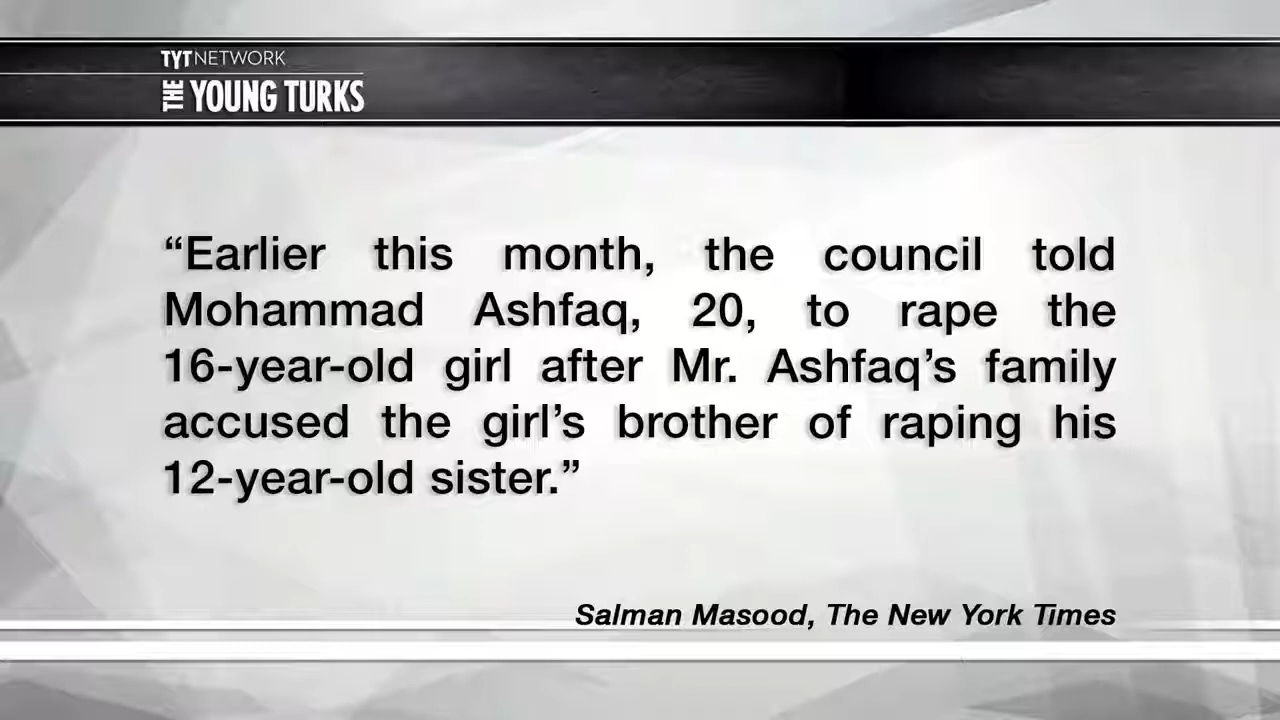 TYT NETWORK
THE YOUNG TURKS
“Earlier this month, the council told
Mohammad Ashfaq, 20, to rape the
16-year-old girl after Mr. Ashfaq’s family
accused the girl’s brother of raping his
12-year-old sister.”
Salman Masood, The New York Times